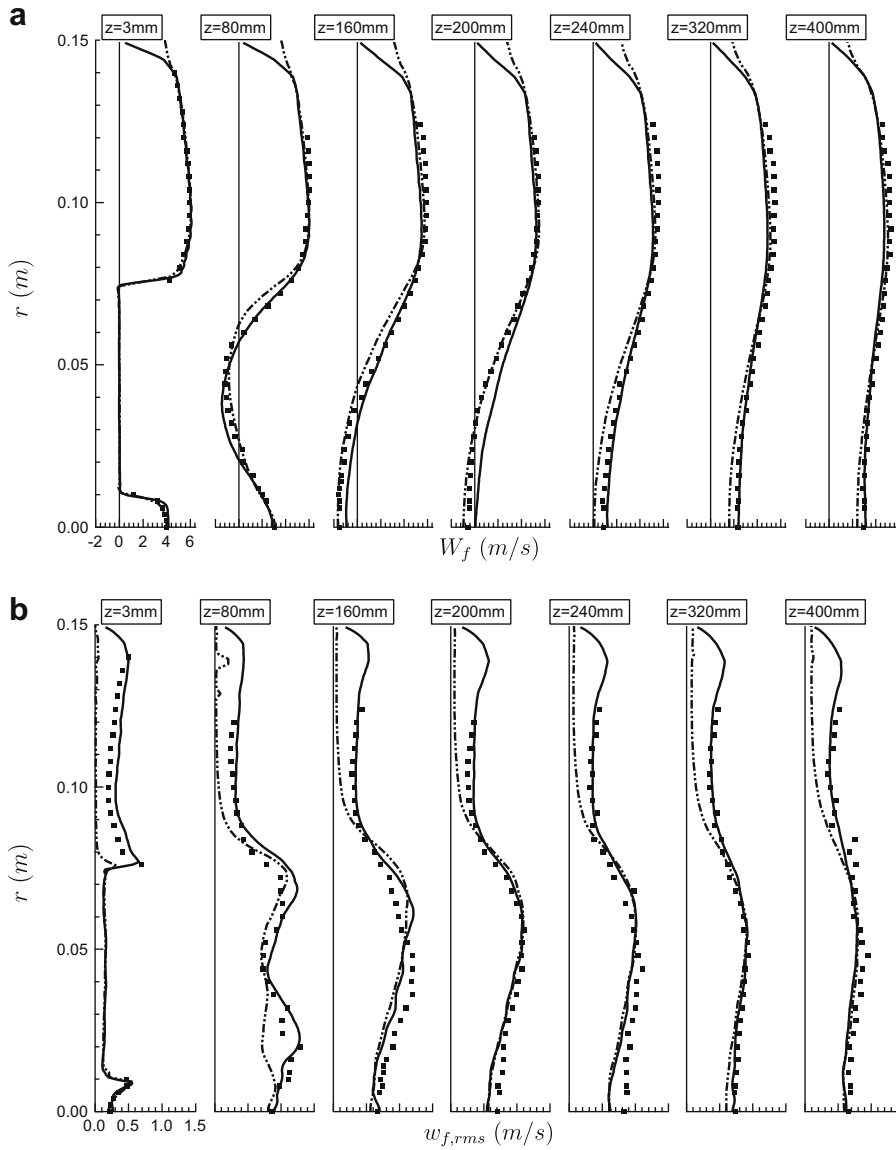 a
z=3mm z=80mm z=160mm z=200mm z=240mm z=320mm z=400mm
0.15
0.10
0.05
0.00
r (m)
-2 0 2 4 6
W_f (m/s)
b
z=3mm z=80mm z=160mm z=200mm z=240mm z=320mm z=400mm
0.15
0.10
0.05
0.00
r (m)
0.0 0.5 1.0 1.5
w_{f,rms} (m/s)